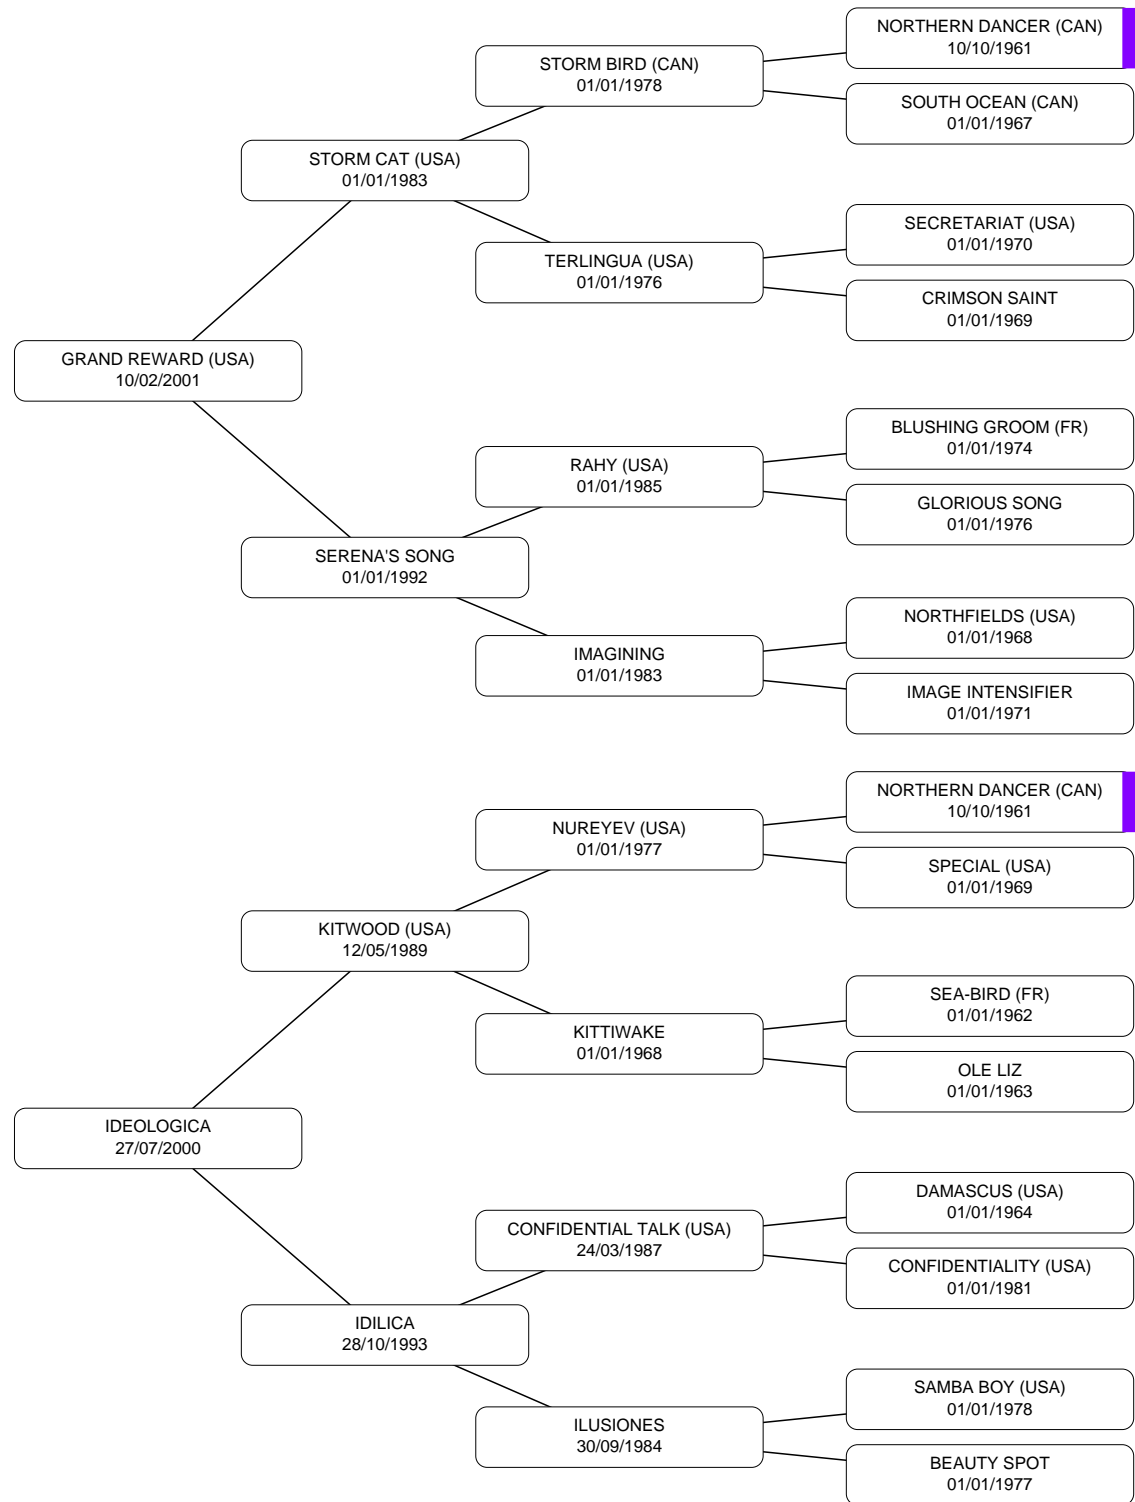 NORTHERN DANCER (CAN)
10/10/1961
STORM BIRD (CAN)
01/01/1978
SOUTH OCEAN (CAN)
01/01/1967
STORM CAT (USA)
01/01/1983
SECRETARIAT (USA)
01/01/1970
TERLINGUA (USA)
01/01/1976
CRIMSON SAINT
01/01/1969
GRAND REWARD (USA)
10/02/2001
BLUSHING GROOM (FR)
01/01/1974
RAHY (USA)
01/01/1985
GLORIOUS SONG
01/01/1976
SERENA'S SONG
01/01/1992
NORTHFIELDS (USA)
01/01/1968
IMAGINING
01/01/1983
IMAGE INTENSIFIER
01/01/1971
NORTHERN DANCER (CAN)
10/10/1961
NUREYEV (USA)
01/01/1977
SPECIAL (USA)
01/01/1969
KITWOOD (USA)
12/05/1989
SEA-BIRD (FR)
01/01/1962
KITTIWAKE
01/01/1968
OLE LIZ
01/01/1963
IDEOLOGICA
27/07/2000
DAMASCUS (USA)
01/01/1964
CONFIDENTIAL TALK (USA)
24/03/1987
CONFIDENTIALITY (USA)
01/01/1981
IDILICA
28/10/1993
SAMBA BOY (USA)
01/01/1978
ILUSIONES
30/09/1984
BEAUTY SPOT
01/01/1977